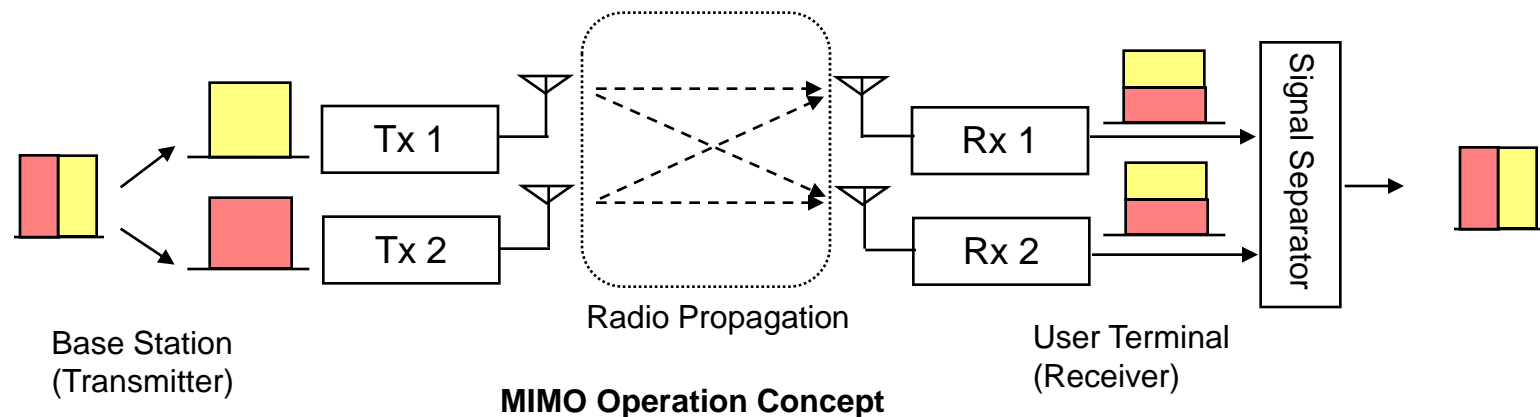 Tx 1
Tx 2
Rx 1
Rx 2
Signal Separator
Radio Propagation
Base Station
(Transmitter)
User Terminal
(Receiver)
MIMO Operation Concept